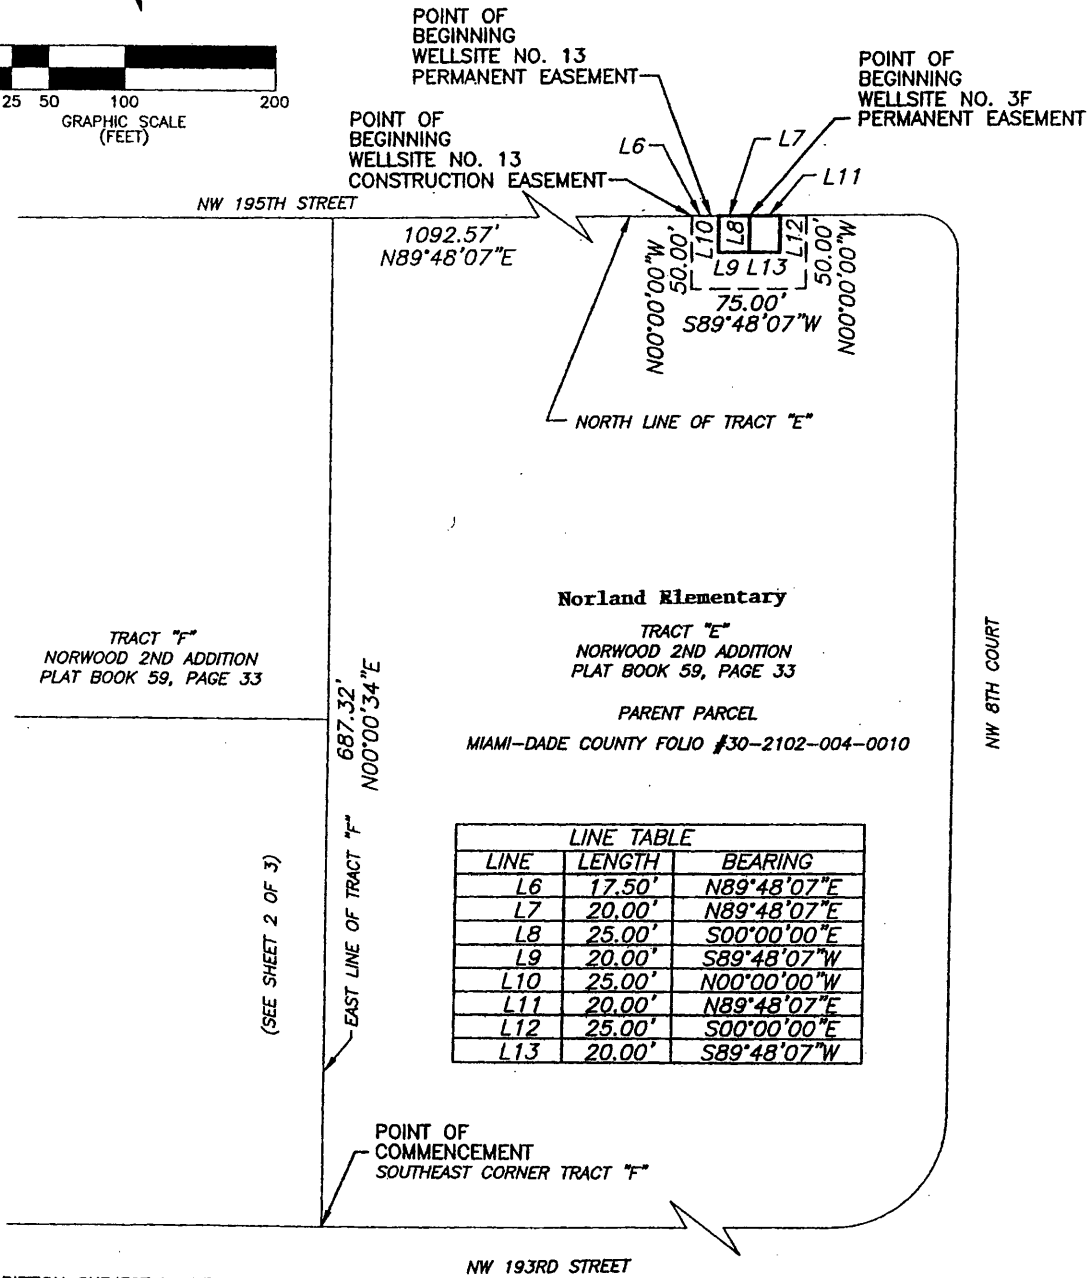 POINT OF
BEGINNING
WELLSITE NO. 13
PERMANENT EASEMENT
POINT OF
BEGINNING
WELLSITE NO. 3F
PERMANENT EASEMENT
25 50 100 200
GRAPHIC SCALE
(FEET)
POINT OF
BEGINNING
WELLSITE NO. 13
CONSTRUCTION EASEMENT
L6
L7
L11
NW 195TH STREET
1092.57'
N89°48'07"E
N00°00'00"W
50.00'
L10
L8
L12
50.00'
N00°00'00"W
L9 L13
75.00'
S89°48'07"W
NORTH LINE OF TRACT "E"
Norland Elementary
TRACT "E"
NORWOOD 2ND ADDITION
PLAT BOOK 59, PAGE 33
PARENT PARCEL
MIAMI-DADE COUNTY FOLIO #30-2102-004-0010
TRACT "F"
NORWOOD 2ND ADDITION
PLAT BOOK 59, PAGE 33
687.32'
N00°00'34"E
NW 8TH COURT
LINE TABLE
LINE LENGTH BEARING
L6 17.50' N89°48'07"E
L7 20.00' N89°48'07"E
L8 25.00' S00°00'00"E
L9 20.00' S89°48'07"W
L10 25.00' N00°00'00"W
L11 20.00' N89°48'07"E
L12 25.00' S00°00'00"E
L13 20.00' S89°48'07"W
(SEE SHEET 2 OF 3)
EAST LINE OF TRACT "F"
POINT OF
COMMENCEMENT
SOUTHEAST CORNER TRACT "F"
NW 193RD STREET